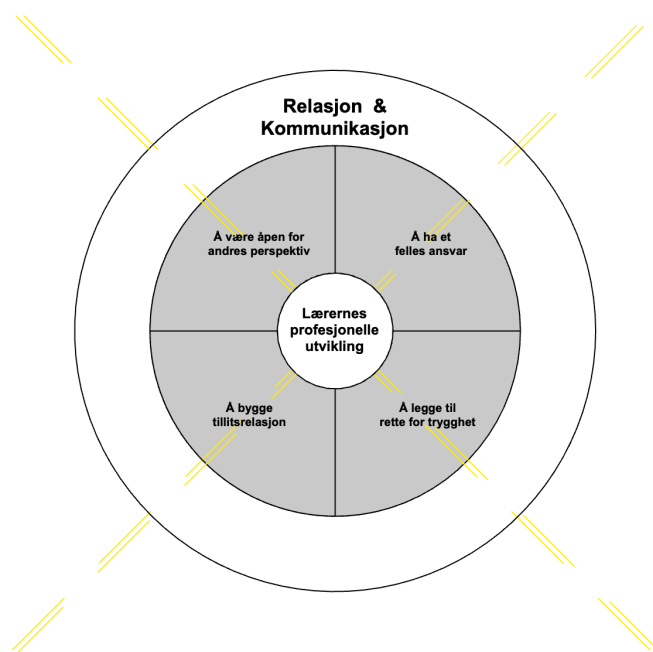 Relasjon & 
Kommunikasjon
Å være åpen for
andres perspektiv
Å ha et
felles ansvar
Lærernes
profesjonelle
utvikling
Å bygge
tillitsrelasjon
Å legge til
rette for trygghet